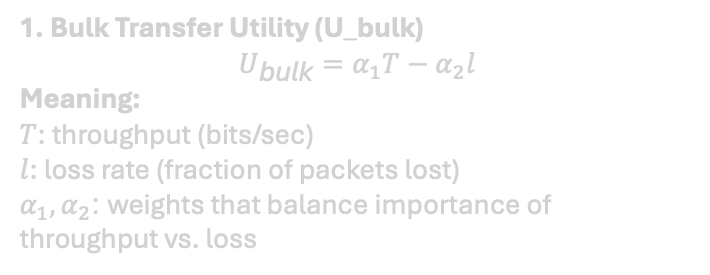 1. Bulk Transfer Utility (U_bulk)
U bulk = α₁T − α₂l
Meaning:
T: throughput (bits/sec)
l: loss rate (fraction of packets lost)
α₁, α₂: weights that balance importance of
throughput vs. loss